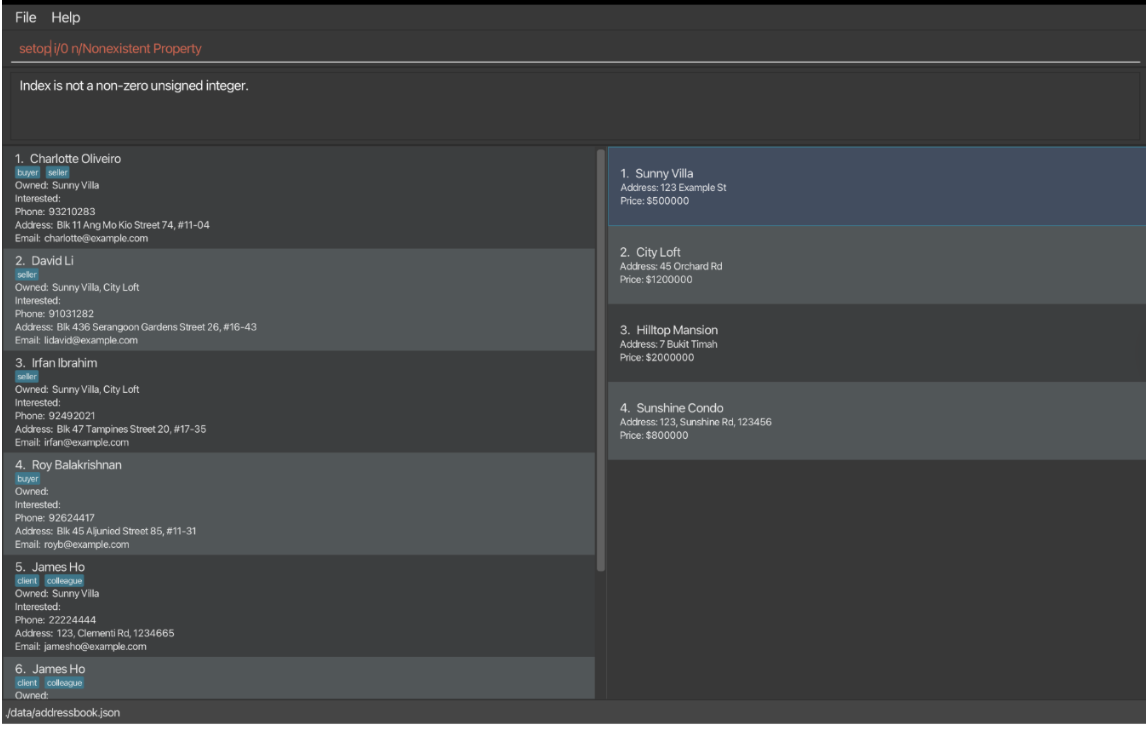 File Help
setop i/0 n/Nonexistent Property
Index is not a non-zero unsigned integer.
1. Charlotte Oliveiro
buyer seller
Owned: Sunny Villa
Interested:
Phone: 93210283
Address: Blk 11 Ang Mo Kio Street 74, #11-04
Email: charlotte@example.com
2. David Li
seller
Owned: Sunny Villa, City Loft
Interested:
Phone: 91031282
Address: Blk 436 Serangoon Gardens Street 26, #16-43
Email: lidavid@example.com
3. Irfan Ibrahim
seller
Owned: Sunny Villa, City Loft
Interested:
Phone: 92492021
Address: Blk 47 Tampines Street 20, #17-35
Email: irfan@example.com
4. Roy Balakrishnan
buyer
Owned:
Interested:
Phone: 92624417
Address: Blk 45 Aljunied Street 85, #11-31
Email: royb@example.com
5. James Ho
client colleague
Owned: Sunny Villa
Interested:
Phone: 22224444
Address: 123, Clementi Rd, 1234665
Email: jamesho@example.com
6. James Ho
client colleague
Owned:
1. Sunny Villa
Address: 123 Example St
Price: $500000
2. City Loft
Address: 45 Orchard Rd
Price: $1200000
3. Hilltop Mansion
Address: 7 Bukit Timah
Price: $2000000
4. Sunshine Condo
Address: 123, Sunshine Rd, 123456
Price: $800000
./data/addressbook.json